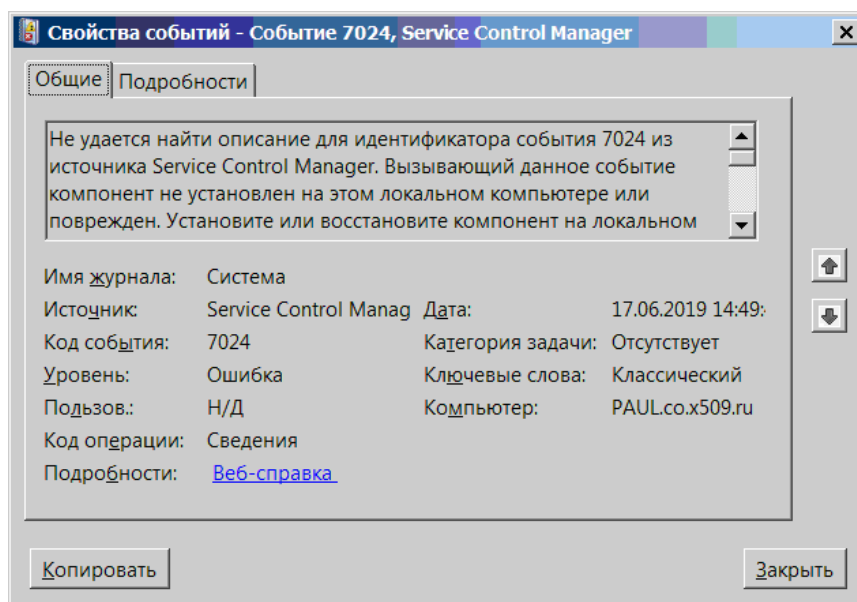 Свойства событий - Событие 7024, Service Control Manager
Общие Подробности
Не удается найти описание для идентификатора события 7024 из
источника Service Control Manager. Вызывающий данное событие
компонент не установлен на этом локальном компьютере или
поврежден. Установите или восстановите компонент на локальном
Имя журнала: Система
Источник: Service Control Manag Дата: 17.06.2019 14:49:
Код события: 7024 Категория задачи: Отсутствует
Уровень: Ошибка Ключевые слова: Классический
Пользов.: Н/Д Компьютер: PAUL.co.x509.ru
Код операции: Сведения
Подробности: Веб-справка
Копировать Закрыть